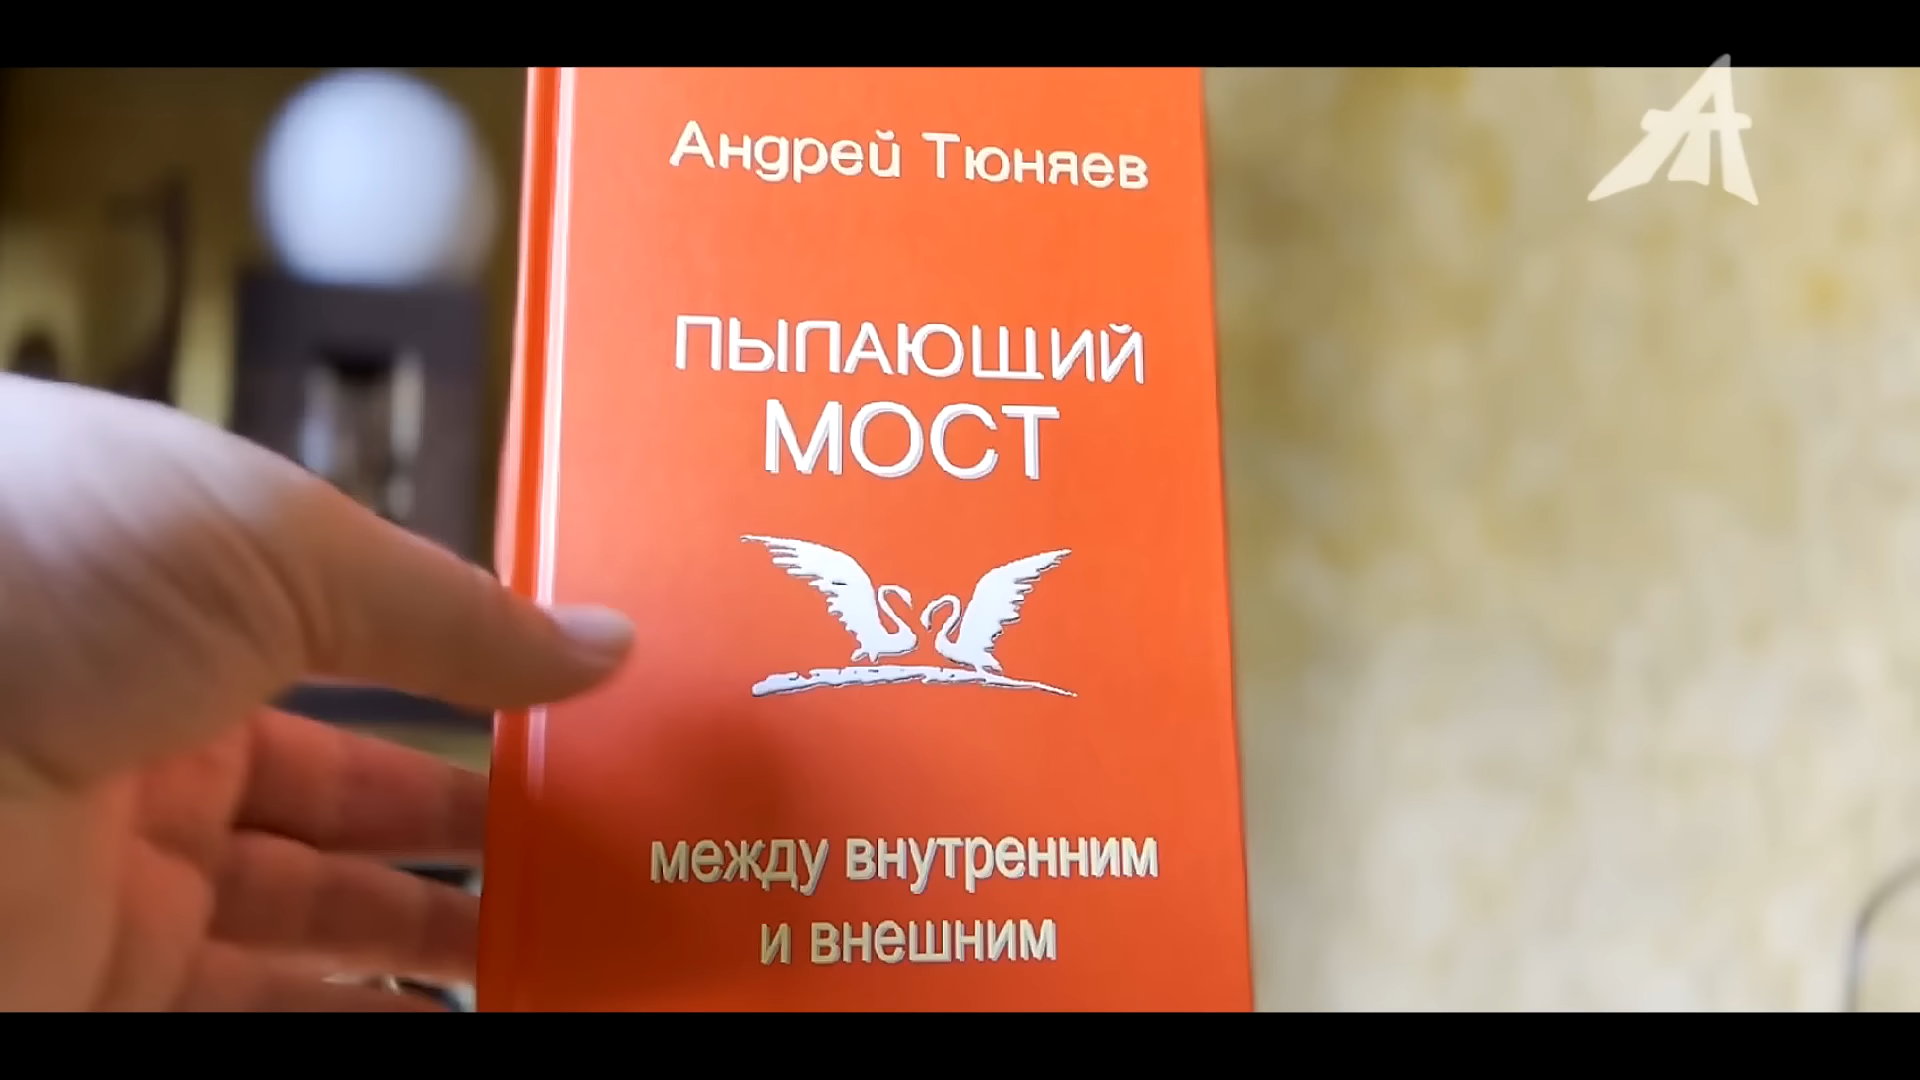 Андрей Тюняев
ПЫЛАЮЩИЙ
МОСТ
между внутренним
и внешним